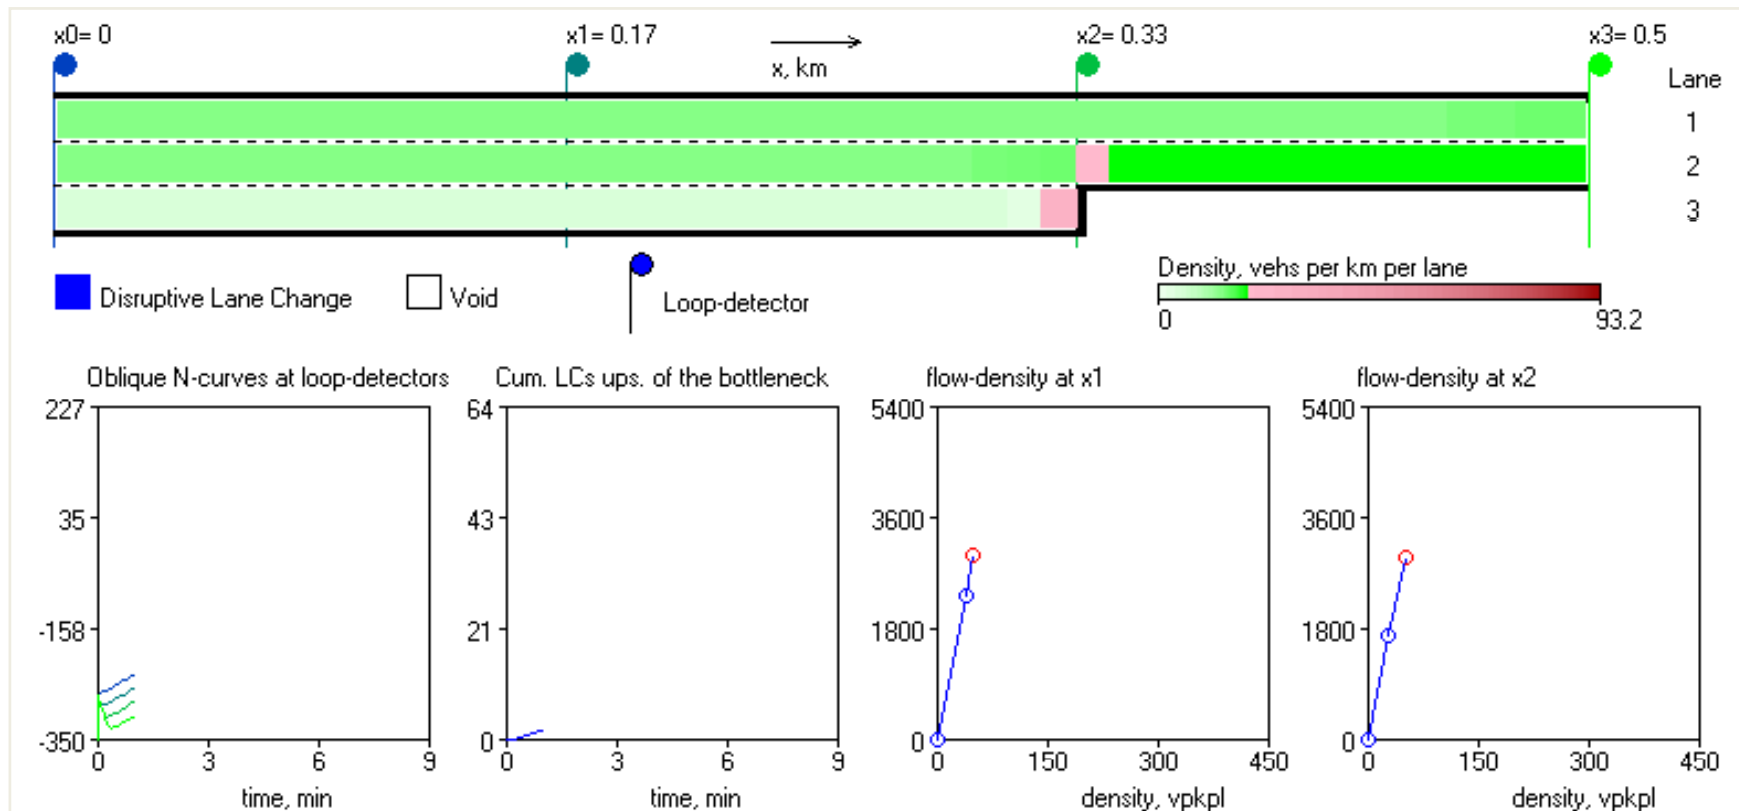 x0= 0 x1= 0.17 x2= 0.33 x3= 0.5
x, km
Lane
1
2
3
Disruptive Lane Change Void Loop-detector
Density, vehs per km per lane
0 93.2
Oblique N-curves at loop-detectors
227
35
-158
-350
0 3 6 9
time, min
Cum. LCs ups. of the bottleneck
64
43
21
0
0 3 6 9
time, min
flow-density at x1
5400
3600
1800
0
0 150 300 450
density, vpkpl
flow-density at x2
5400
3600
1800
0
0 150 300 450
density, vpkpl